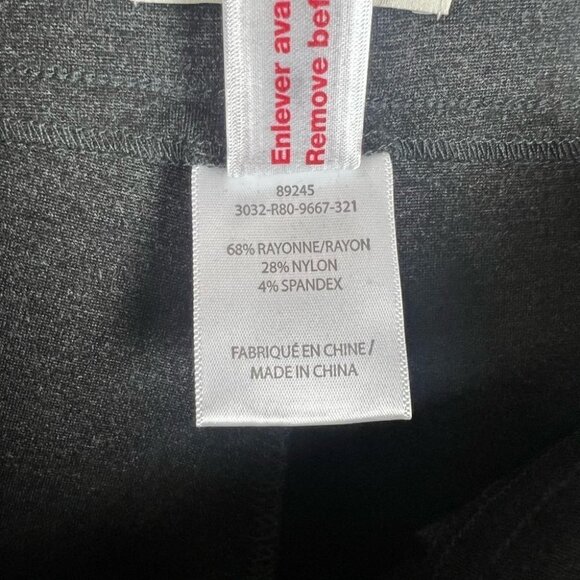 Enlever ava
Remove bef
89245
3032-R80-9667-321
68% RAYONNE/RAYON
28% NYLON
4% SPANDEX
FABRIQUÉ EN CHINE /
MADE IN CHINA